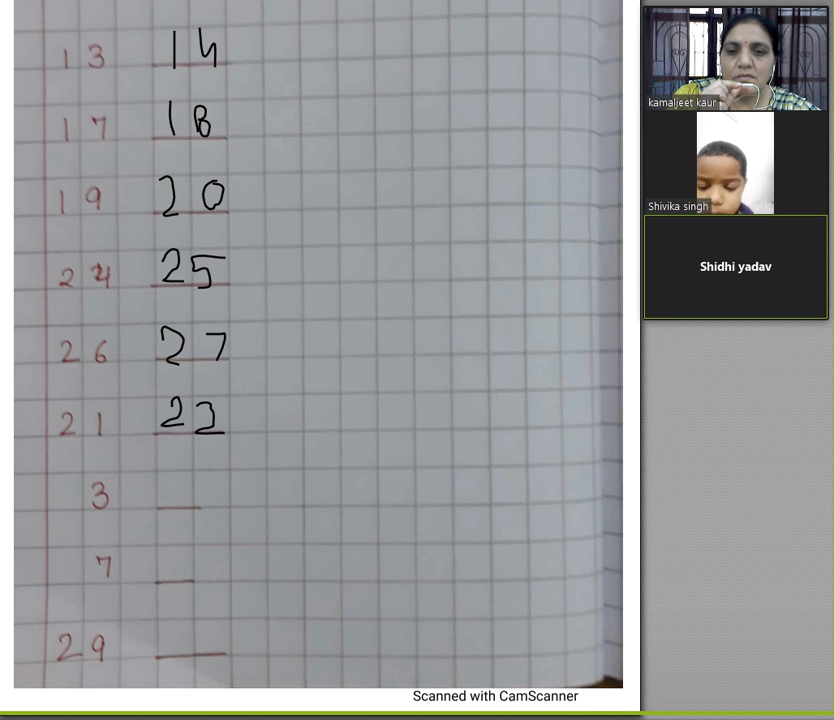 13 14
17 18
19 20
24 25
26 27
21 22
3
7
29
Scanned with CamScanner
kamaljeet kaur
Shivika singh
Shidhi yadav